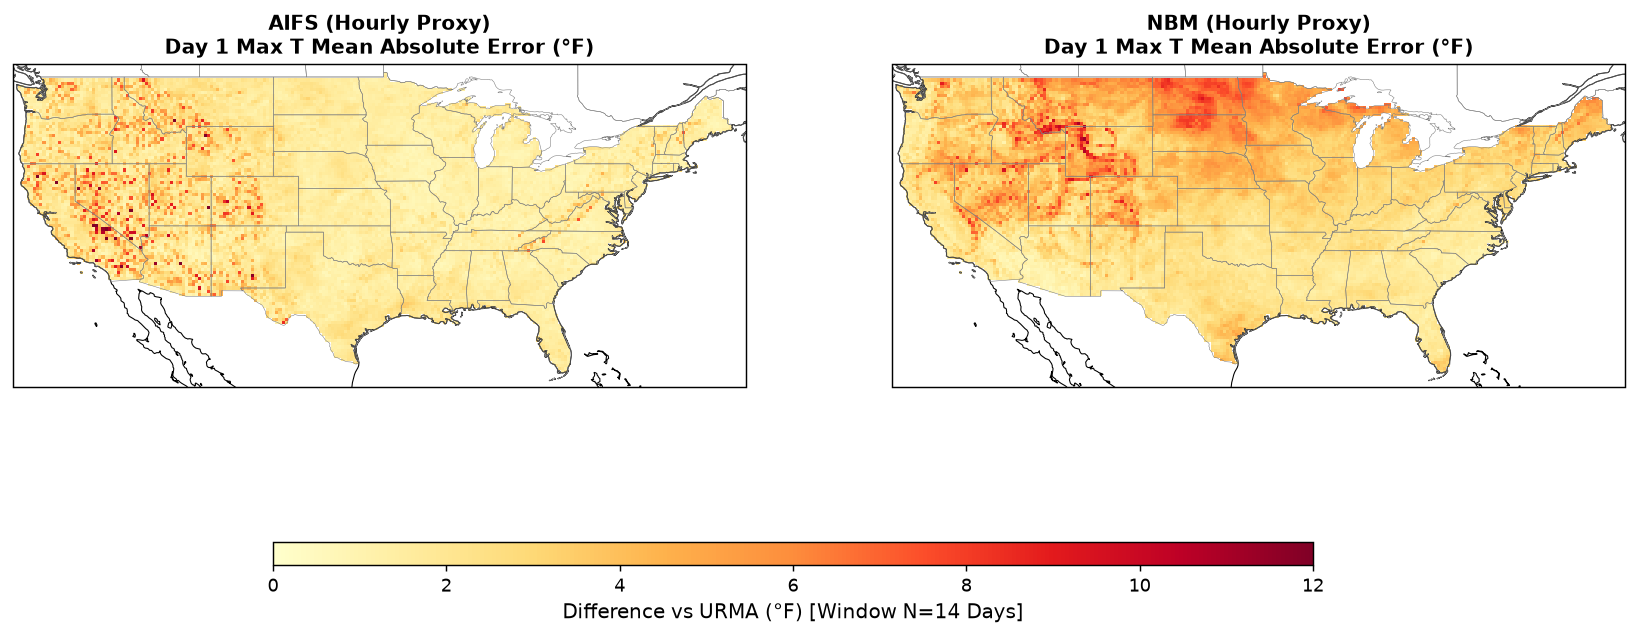 AIFS (Hourly Proxy)
Day 1 Max T Mean Absolute Error (°F)
NBM (Hourly Proxy)
Day 1 Max T Mean Absolute Error (°F)
0 2 4 6 8 10 12
Difference vs URMA (°F) [Window N=14 Days]